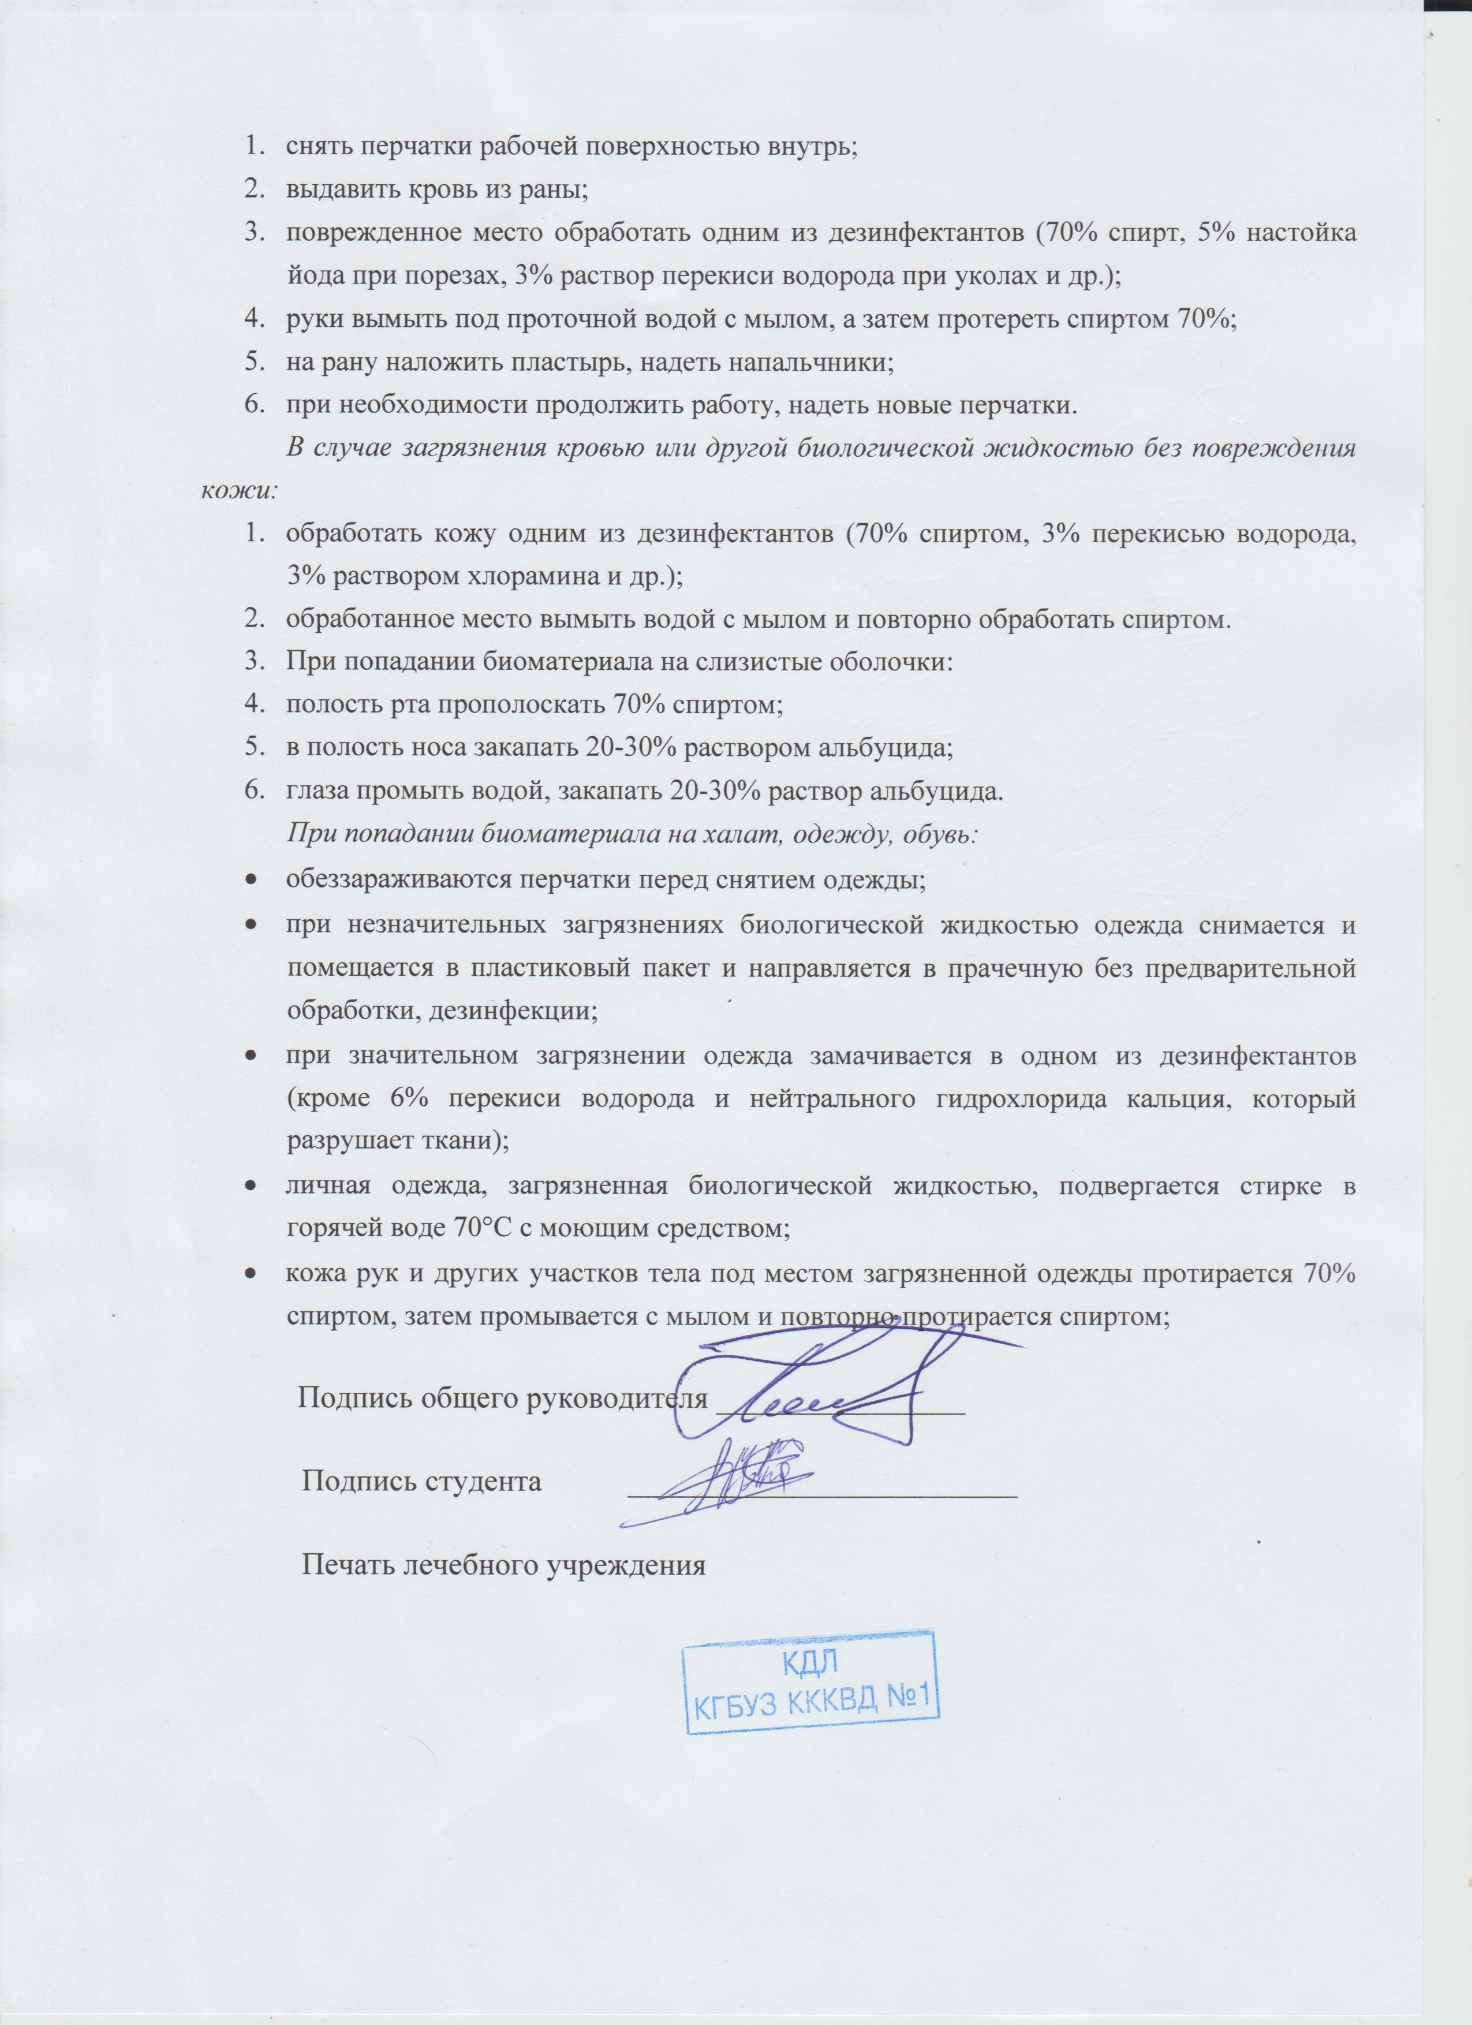 1. снять перчатки рабочей поверхностью внутрь;
2. выдавить кровь из раны;
3. поврежденное место обработать одним из дезинфектантов (70% спирт, 5% настойка
йода при порезах, 3% раствор перекиси водорода при уколах и др.);
4. руки вымыть под проточной водой с мылом, а затем протереть спиртом 70%;
5. на рану наложить пластырь, надеть напальчники;
6. при необходимости продолжить работу, надеть новые перчатки.
В случае загрязнения кровью или другой биологической жидкостью без повреждения
кожи:
1. обработать кожу одним из дезинфектантов (70% спиртом, 3% перекисью водорода,
3% раствором хлорамина и др.);
2. обработанное место вымыть водой с мылом и повторно обработать спиртом.
3. При попадании биоматериала на слизистые оболочки:
4. полость рта прополоскать 70% спиртом;
5. в полость носа закапать 20-30% раствором альбуцида;
6. глаза промыть водой, закапать 20-30% раствор альбуцида.
При попадании биоматериала на халат, одежду, обувь:
• обеззараживаются перчатки перед снятием одежды;
• при незначительных загрязнениях биологической жидкостью одежда снимается и
помещается в пластиковый пакет и направляется в прачечную без предварительной
обработки, дезинфекции;
• при значительном загрязнении одежда замачивается в одном из дезинфектантов
(кроме 6% перекиси водорода и нейтрального гидрохлорида кальция, который
разрушает ткани);
• личная одежда, загрязненная биологической жидкостью, подвергается стирке в
горячей воде 70°С с моющим средством;
• кожа рук и других участков тела под местом загрязненной одежды протирается 70%
спиртом, затем промывается с мылом и повторно протирается спиртом;
Подпись общего руководителя
Подпись студента
Печать лечебного учреждения
КДЛ
КГБУЗ КККВД №1